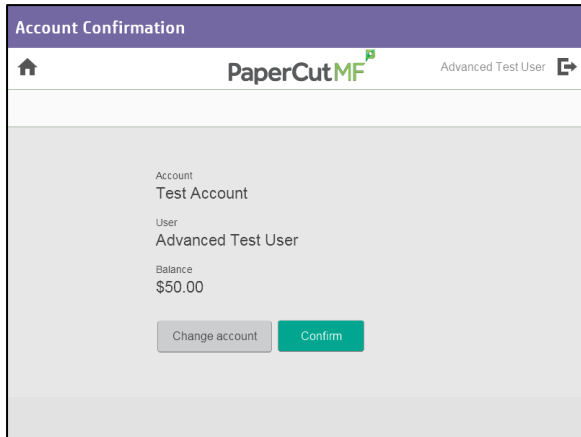 Account Confirmation
PaperCutMF
Advanced Test User
Account
Test Account
User
Advanced Test User
Balance
$50.00
Change account
Confirm